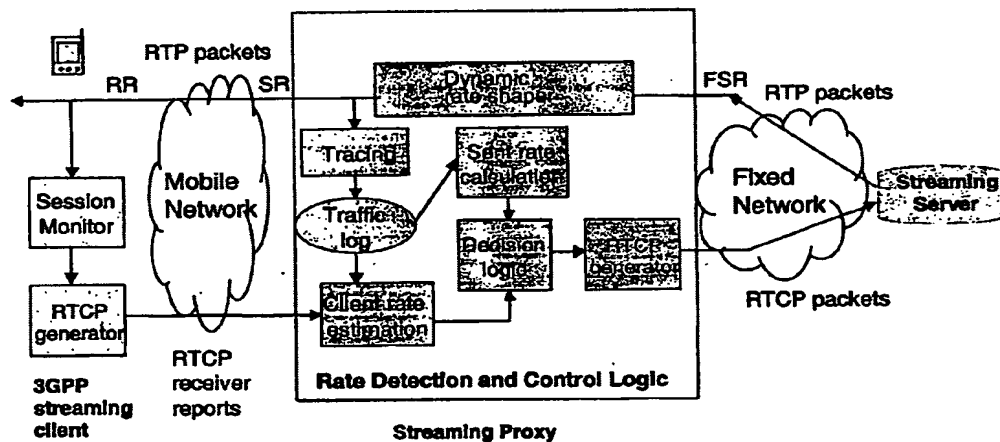 RTP packets
RR
SR
Dynamic
rate shaper
FSR
RTP packets
Tracing
Sent rate
calculation
Mobile
Network
Fixed
Network
Streaming
Server
Session
Monitor
Traffic
log
Decision
logic
RTCR
generator
RTCP packets
RTCP
generator
Client rate
estimation
RTCP
receiver
reports
Rate Detection and Control Logic
3GPP
streaming
client
Streaming Proxy